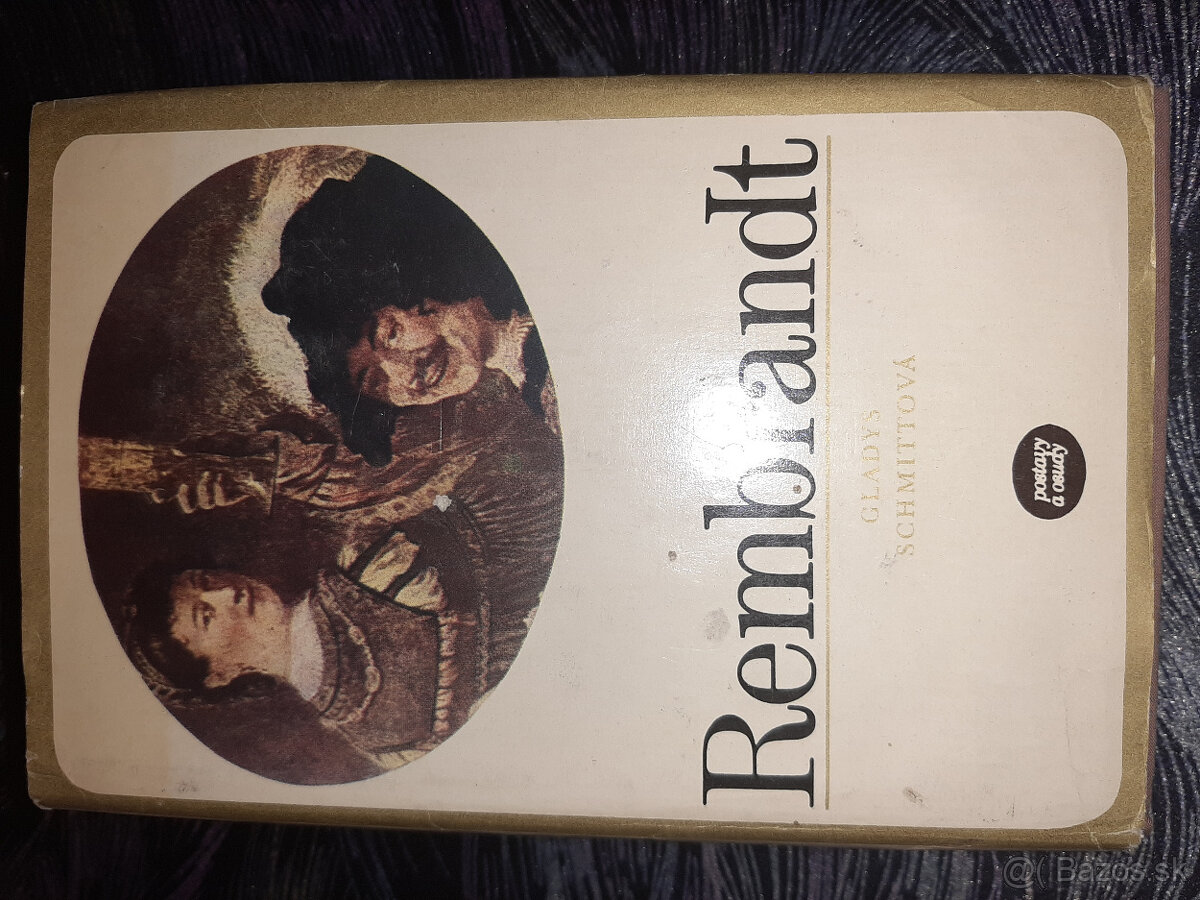 Rembrandt
GLADYS
SCHMITTOVÁ
postavy
a osudy
@( Bazos.sk